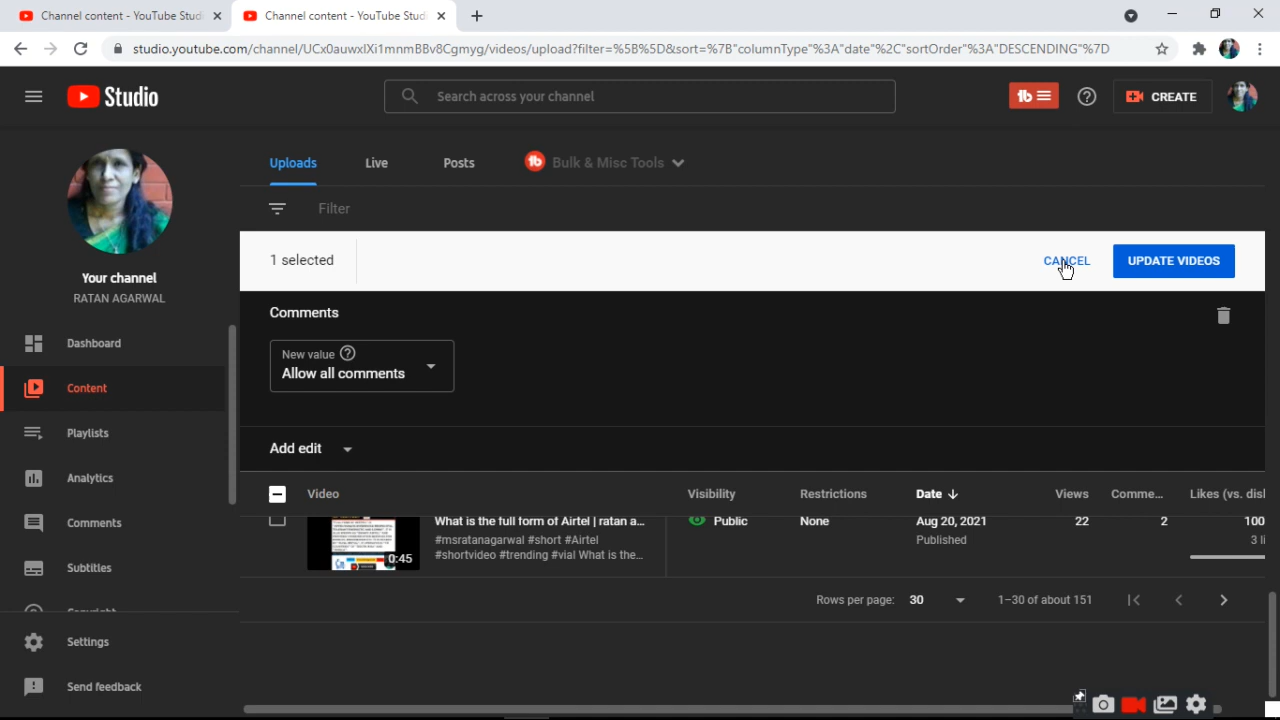 Channel content - YouTube Studi
Channel content - YouTube Studi
studio.youtube.com/channel/UCx0auwxlXi1mnmBBv8Cgmyg/videos/upload?filter=%5B%5D&sort=%7B"columnType"%3A"date"%2C"sortOrder"%3A"DESCENDING"%7D
Studio
Search across your channel
CREATE
Uploads
Live
Posts
Bulk & Misc Tools
Filter
1 selected
CANCEL
UPDATE VIDEOS
Your channel
RATAN AGARWAL
Comments
New value
Allow all comments
Dashboard
Content
Playlists
Analytics
Comments
Subtitles
Copyright
Settings
Send feedback
Add edit
Video
Visibility
Restrictions
Date
Views
Comme...
Likes (vs. disl
What is the full form of Airtel | ratan a...
Public
None
Aug 20, 2021
22
2
100
#msratanagarwal #short #Airtel
Published
3 li
#shortvideo #trending #vial What is the...
0:45
Rows per page:
30
1–30 of about 151